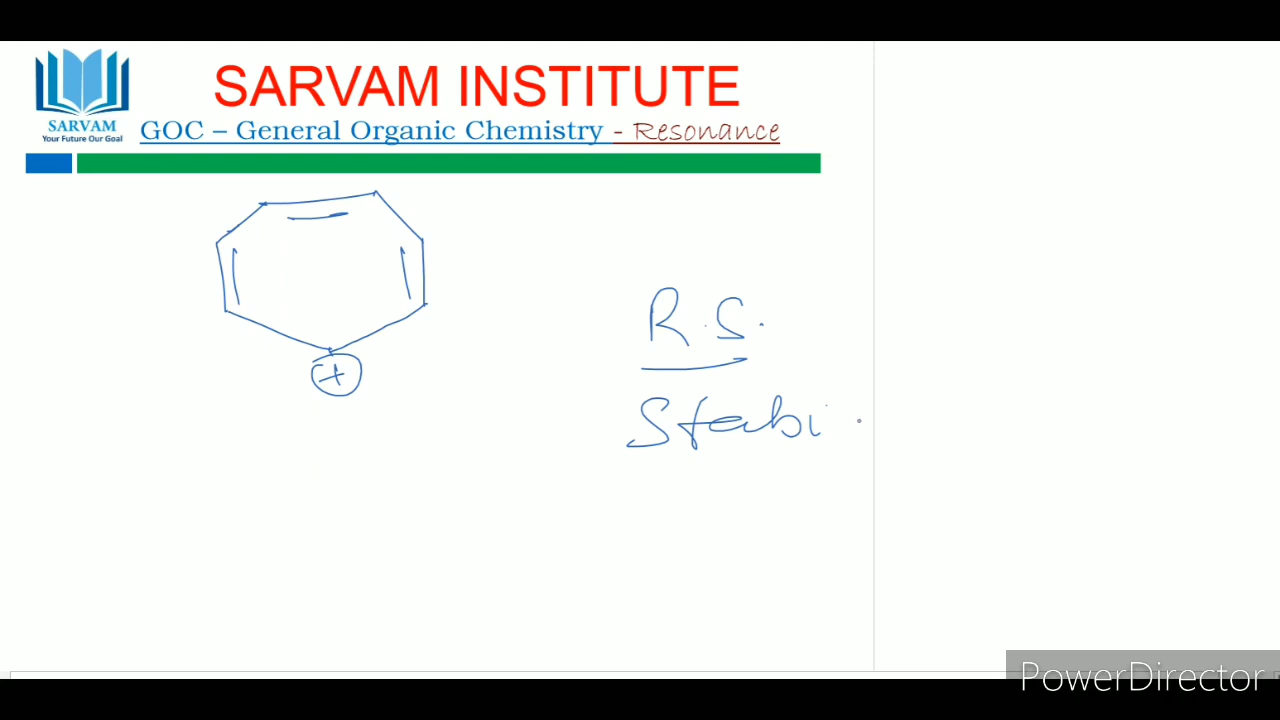 SARVAM INSTITUTE
SARVAM
Your Future Our Goal
GOC – General Organic Chemistry - Resonance
+
R.S.
Stabi
PowerDirector